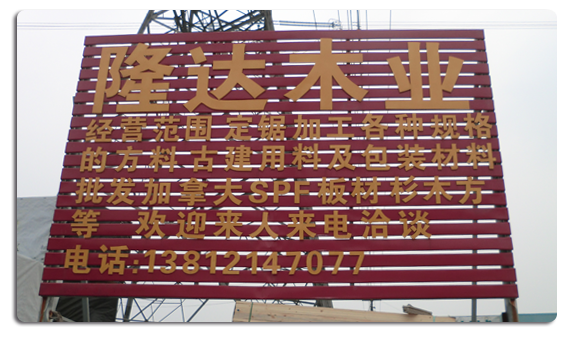 隆达木业
经营范围 定锯加工各种规格
的方料古建用料及包装材料
批发加拿大SPF板材杉木方
等 欢迎来人来电洽谈
电话:13812147077